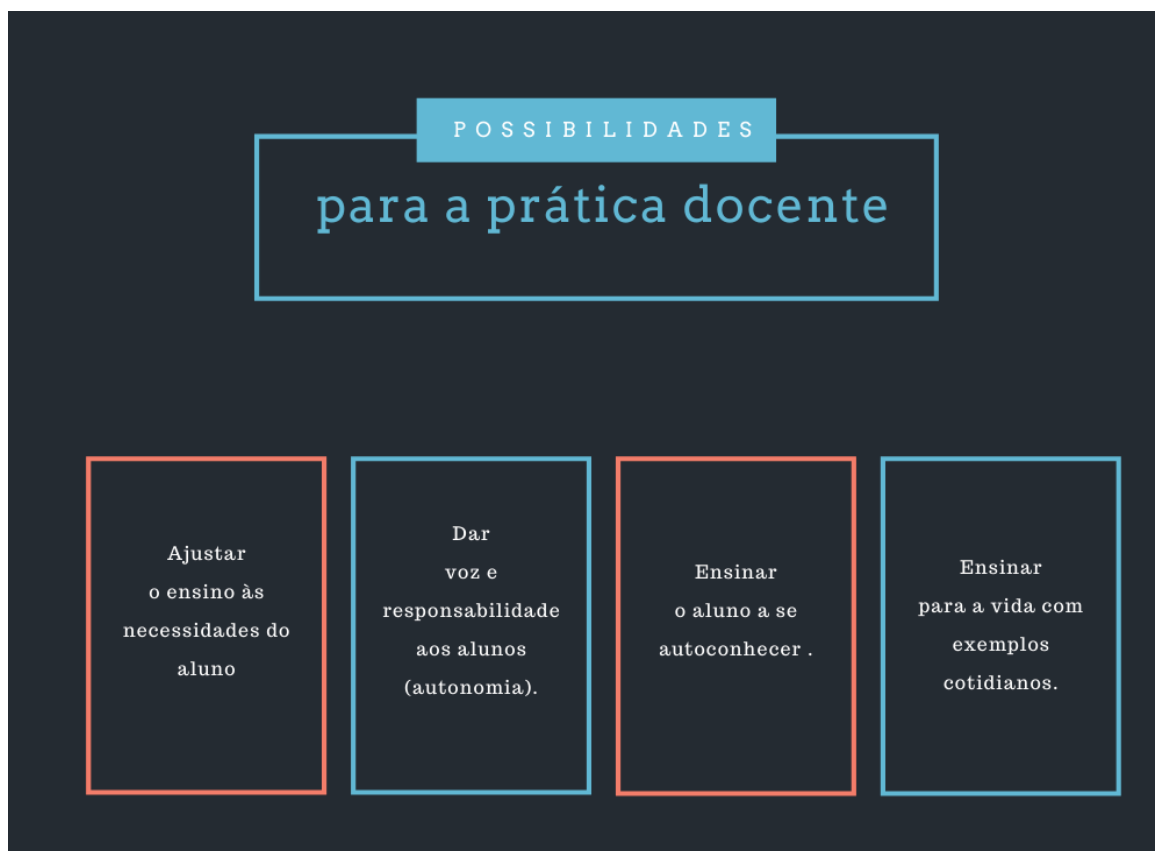 POSSIBILIDADES
para a prática docente
Ajustar
o ensino às
necessidades do
aluno
Dar
voz e
responsabilidade
aos alunos
(autonomia).
Ensinar
o aluno a se
autoconhecer .
Ensinar
para a vida com
exemplos
cotidianos.